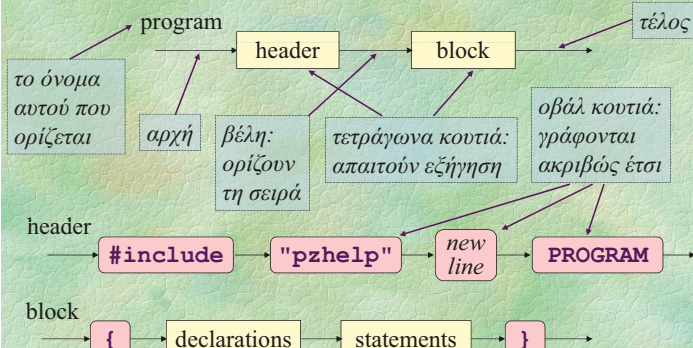 program
τέλος
header
block
το όνομα
αυτού που
ορίζεται
αρχή
βέλη:
ορίζουν
τη σειρά
τετράγωνα κουτιά:
απαιτούν εξήγηση
οβάλ κουτιά:
γράφονται
ακριβώς έτσι
header
#include
"pzhelp"
new
line
PROGRAM
block
{
declarations
statements
}